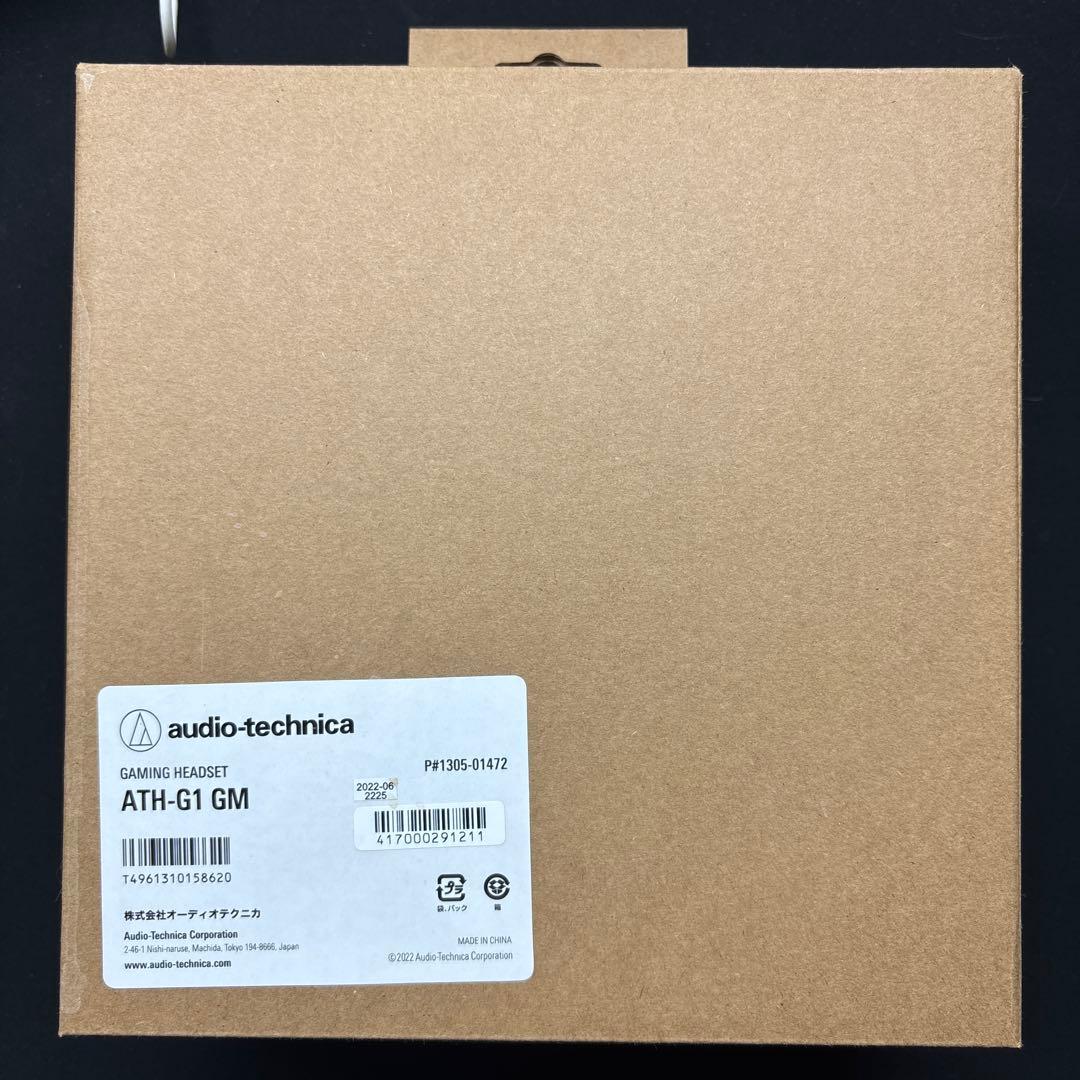 audio-technica
GAMING HEADSET
P#1305-01472
ATH-G1 GM
2022-06
2225
417000291211
T4961310158620
プラ
袋、パック
箱
株式会社オーディオテクニカ
Audio-Technica Corporation
2-46-1 Nishi-naruse, Machida, Tokyo 194-8666, Japan
www.audio-technica.com
MADE IN CHINA
©2022 Audio-Technica Corporation